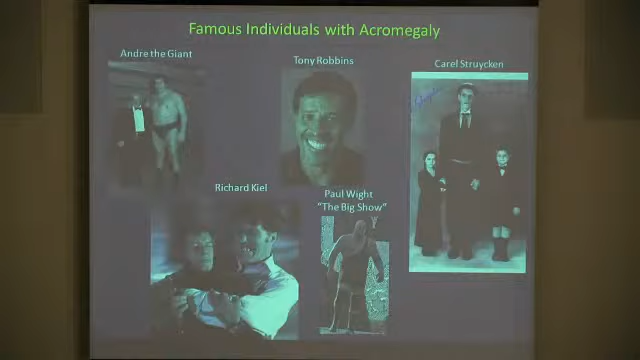 Famous Individuals with Acromegaly
Andre the Giant
Tony Robbins
Carel Struycken
Richard Kiel
Paul Wight
"The Big Show"